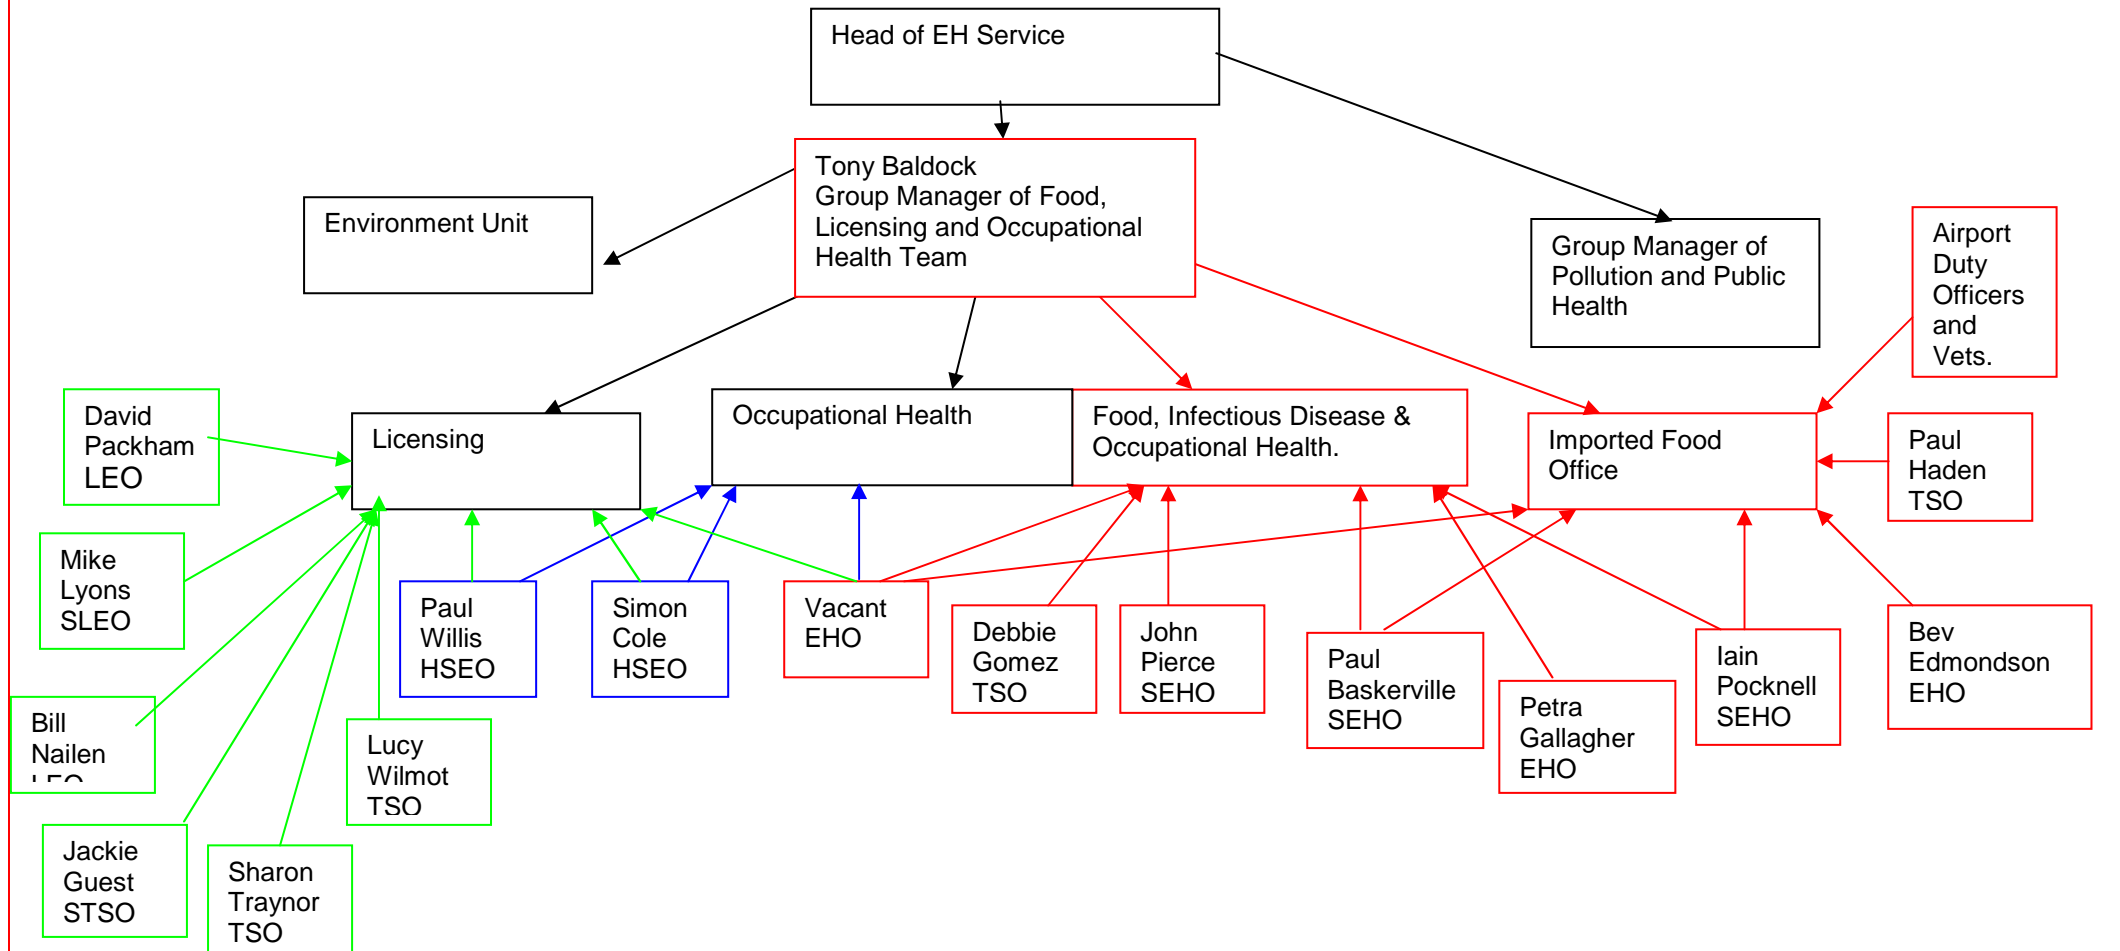 Head of EH Service
Tony Baldock
Group Manager of Food,
Licensing and Occupational
Health Team
Environment Unit
Group Manager of
Pollution and Public
Health
Airport
Duty
Officers
and
Vets.
David
Packham
LEO
Licensing
Occupational Health
Food, Infectious Disease &
Occupational Health.
Imported Food
Office
Paul
Haden
TSO
Mike
Lyons
SLEO
Paul
Willis
HSEO
Simon
Cole
HSEO
Vacant
EHO
Debbie
Gomez
TSO
John
Pierce
SEHO
Paul
Baskerville
SEHO
Petra
Gallagher
EHO
Iain
Pocknell
SEHO
Bev
Edmondson
EHO
Bill
Nailen
LEO
Lucy
Wilmot
TSO
Jackie
Guest
STSO
Sharon
Traynor
TSO